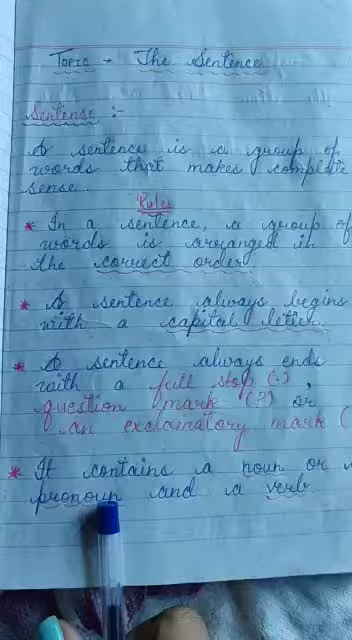 Topic → The Sentence
Sentense :-
A sentence is a group of
words that makes complete
sense.
Rules
* In a sentence, a group of
words is arranged in
the correct order
* A sentence always begins
with a capital letter
* A sentence always ends
with a full stop (.),
question mark (?) or
an exclamatory mark (
* It contains a noun or
pronoun and a verb.